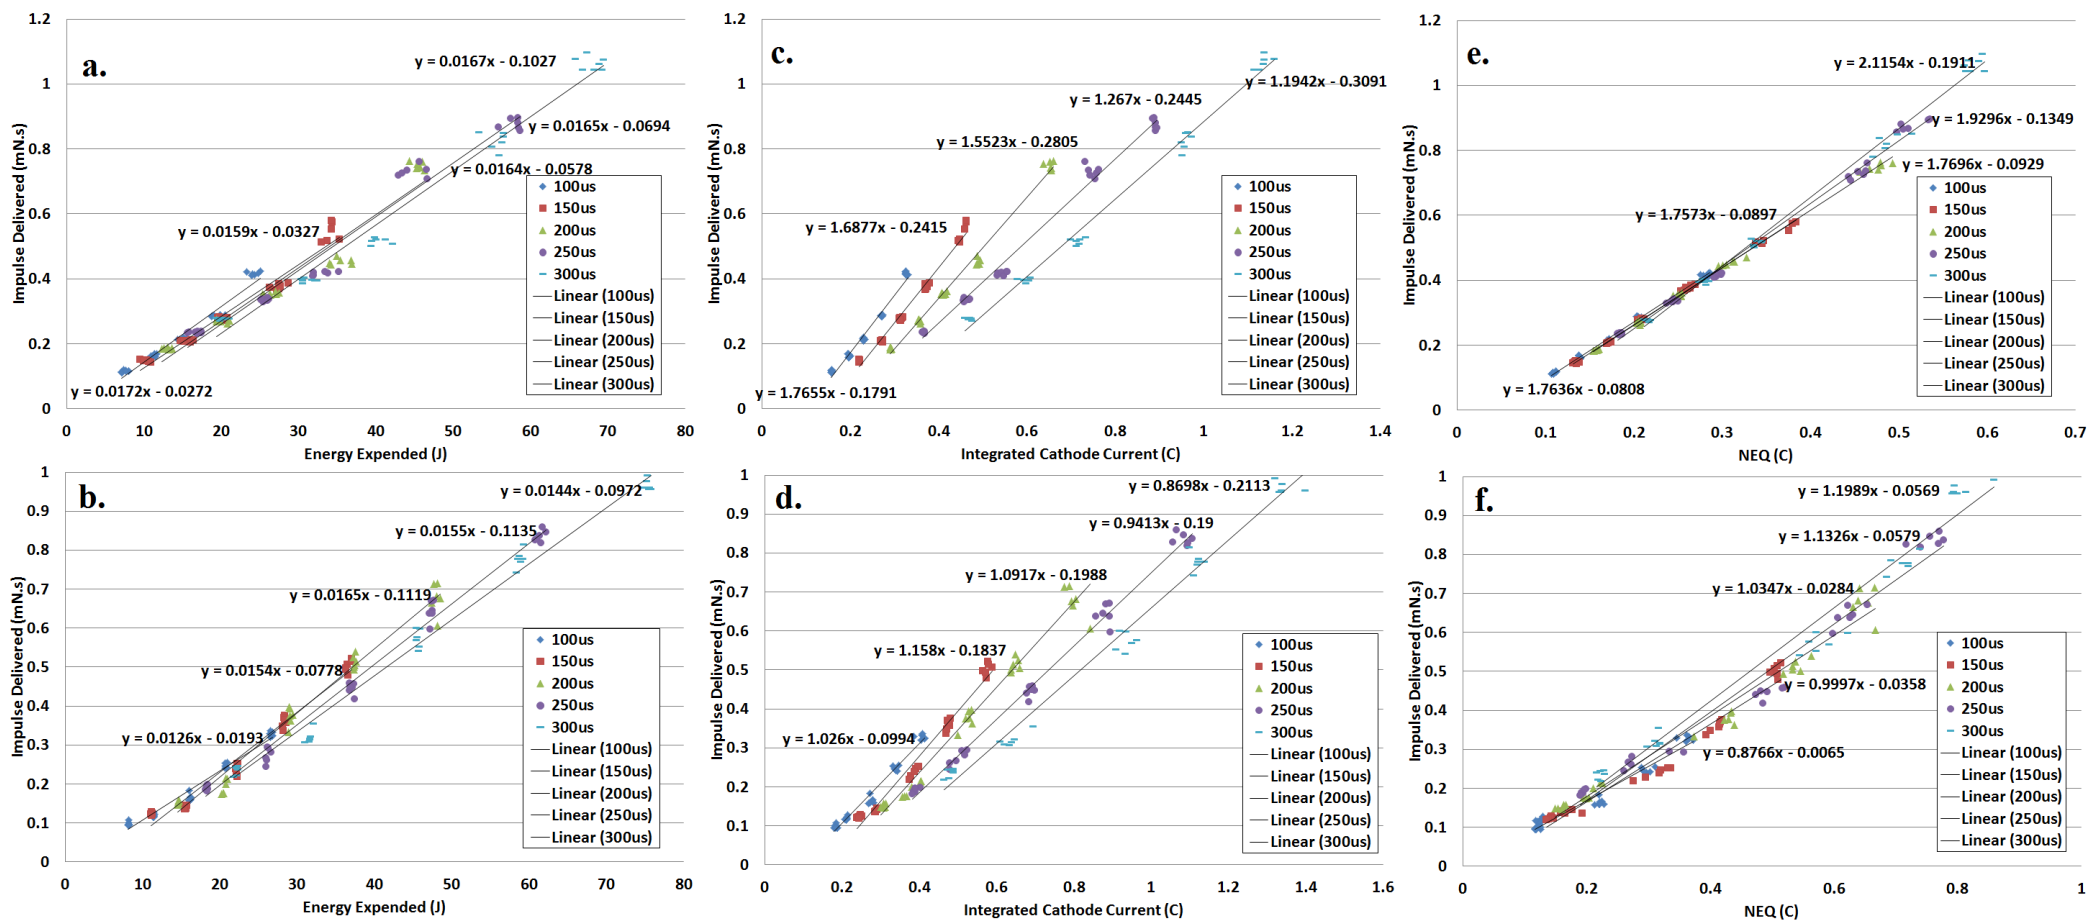 a.
1.2
1
0.8
0.6
0.4
0.2
0
Impulse Delivered (mN.s)
y = 0.0167x - 0.1027
y = 0.0165x - 0.0694
y = 0.0164x - 0.0578
y = 0.0159x - 0.0327
y = 0.0172x - 0.0272
100us
150us
200us
250us
300us
Linear (100us)
Linear (150us)
Linear (200us)
Linear (250us)
Linear (300us)
0 10 20 30 40 50 60 70 80
Energy Expended (J)
c.
1.2
1
0.8
0.6
0.4
0.2
0
Impulse Delivered (mN.s)
y = 1.1942x - 0.3091
y = 1.267x - 0.2445
y = 1.5523x - 0.2805
y = 1.6877x - 0.2415
y = 1.7655x - 0.1791
100us
150us
200us
250us
300us
Linear (100us)
Linear (150us)
Linear (200us)
Linear (250us)
Linear (300us)
0 0.2 0.4 0.6 0.8 1 1.2 1.4
Integrated Cathode Current (C)
e.
1.2
1
0.8
0.6
0.4
0.2
0
Impulse Delivered (mN.s)
y = 2.1154x - 0.1911
y = 1.9296x - 0.1349
y = 1.7696x - 0.0929
y = 1.7573x - 0.0897
y = 1.7636x - 0.0808
100us
150us
200us
250us
300us
Linear (100us)
Linear (150us)
Linear (200us)
Linear (250us)
Linear (300us)
0 0.1 0.2 0.3 0.4 0.5 0.6 0.7
NEQ (C)
b.
1
0.9
0.8
0.7
0.6
0.5
0.4
0.3
0.2
0.1
0
Impulse Delivered (mN.s)
y = 0.0144x - 0.0972
y = 0.0155x - 0.1135
y = 0.0165x - 0.1119
y = 0.0154x - 0.0778
y = 0.0126x - 0.0193
100us
150us
200us
250us
300us
Linear (100us)
Linear (150us)
Linear (200us)
Linear (250us)
Linear (300us)
0 10 20 30 40 50 60 70 80
Energy Expended (J)
d.
1
0.9
0.8
0.7
0.6
0.5
0.4
0.3
0.2
0.1
0
Impulse Delivered (mN.s)
y = 0.8698x - 0.2113
y = 0.9413x - 0.19
y = 1.0917x - 0.1988
y = 1.158x - 0.1837
y = 1.026x - 0.0994
100us
150us
200us
250us
300us
Linear (100us)
Linear (150us)
Linear (200us)
Linear (250us)
Linear (300us)
0 0.2 0.4 0.6 0.8 1 1.2 1.4 1.6
Integrated Cathode Current (C)
f.
1
0.9
0.8
0.7
0.6
0.5
0.4
0.3
0.2
0.1
0
Impulse Delivered (mN.s)
y = 1.1989x - 0.0569
y = 1.1326x - 0.0579
y = 1.0347x - 0.0284
y = 0.9997x - 0.0358
y = 0.8766x - 0.0065
100us
150us
200us
250us
300us
Linear (100us)
Linear (150us)
Linear (200us)
Linear (250us)
Linear (300us)
0 0.2 0.4 0.6 0.8 1
NEQ (C)